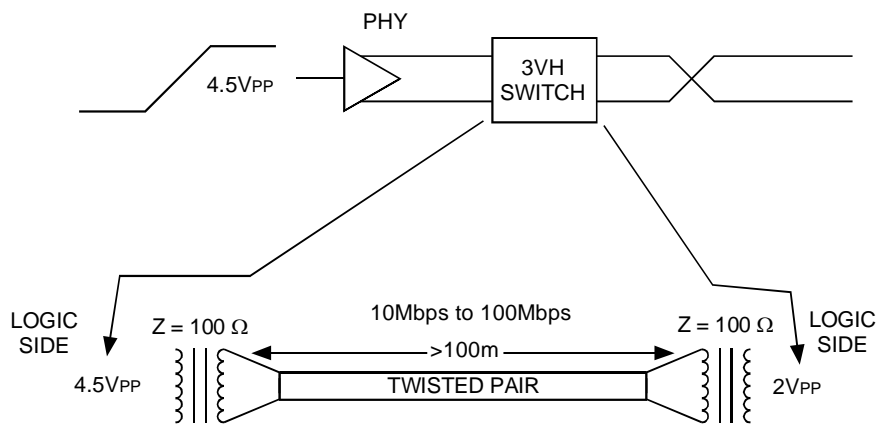 PHY
4.5VPP
3VH
SWITCH
LOGIC
SIDE
Z = 100 Ω
10Mbps to 100Mbps
Z = 100 Ω
LOGIC
SIDE
>100m
4.5VPP
TWISTED PAIR
2VPP